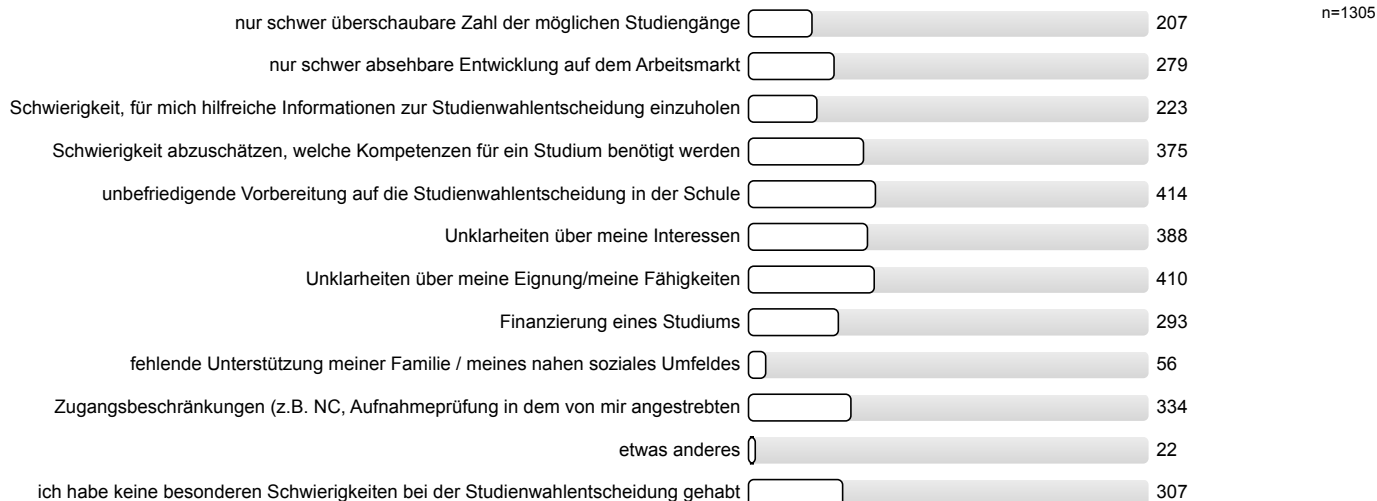 nur schwer überschaubare Zahl der möglichen Studiengänge 207 n=1305
nur schwer absehbare Entwicklung auf dem Arbeitsmarkt 279
Schwierigkeit, für mich hilfreiche Informationen zur Studienwahlentscheidung einzuholen 223
Schwierigkeit abzuschätzen, welche Kompetenzen für ein Studium benötigt werden 375
unbefriedigende Vorbereitung auf die Studienwahlentscheidung in der Schule 414
Unklarheiten über meine Interessen 388
Unklarheiten über meine Eignung/meine Fähigkeiten 410
Finanzierung eines Studiums 293
fehlende Unterstützung meiner Familie / meines nahen soziales Umfeldes 56
Zugangsbeschränkungen (z.B. NC, Aufnahmeprüfung in dem von mir angestrebten 334
etwas anderes 22
ich habe keine besonderen Schwierigkeiten bei der Studienwahlentscheidung gehabt 307